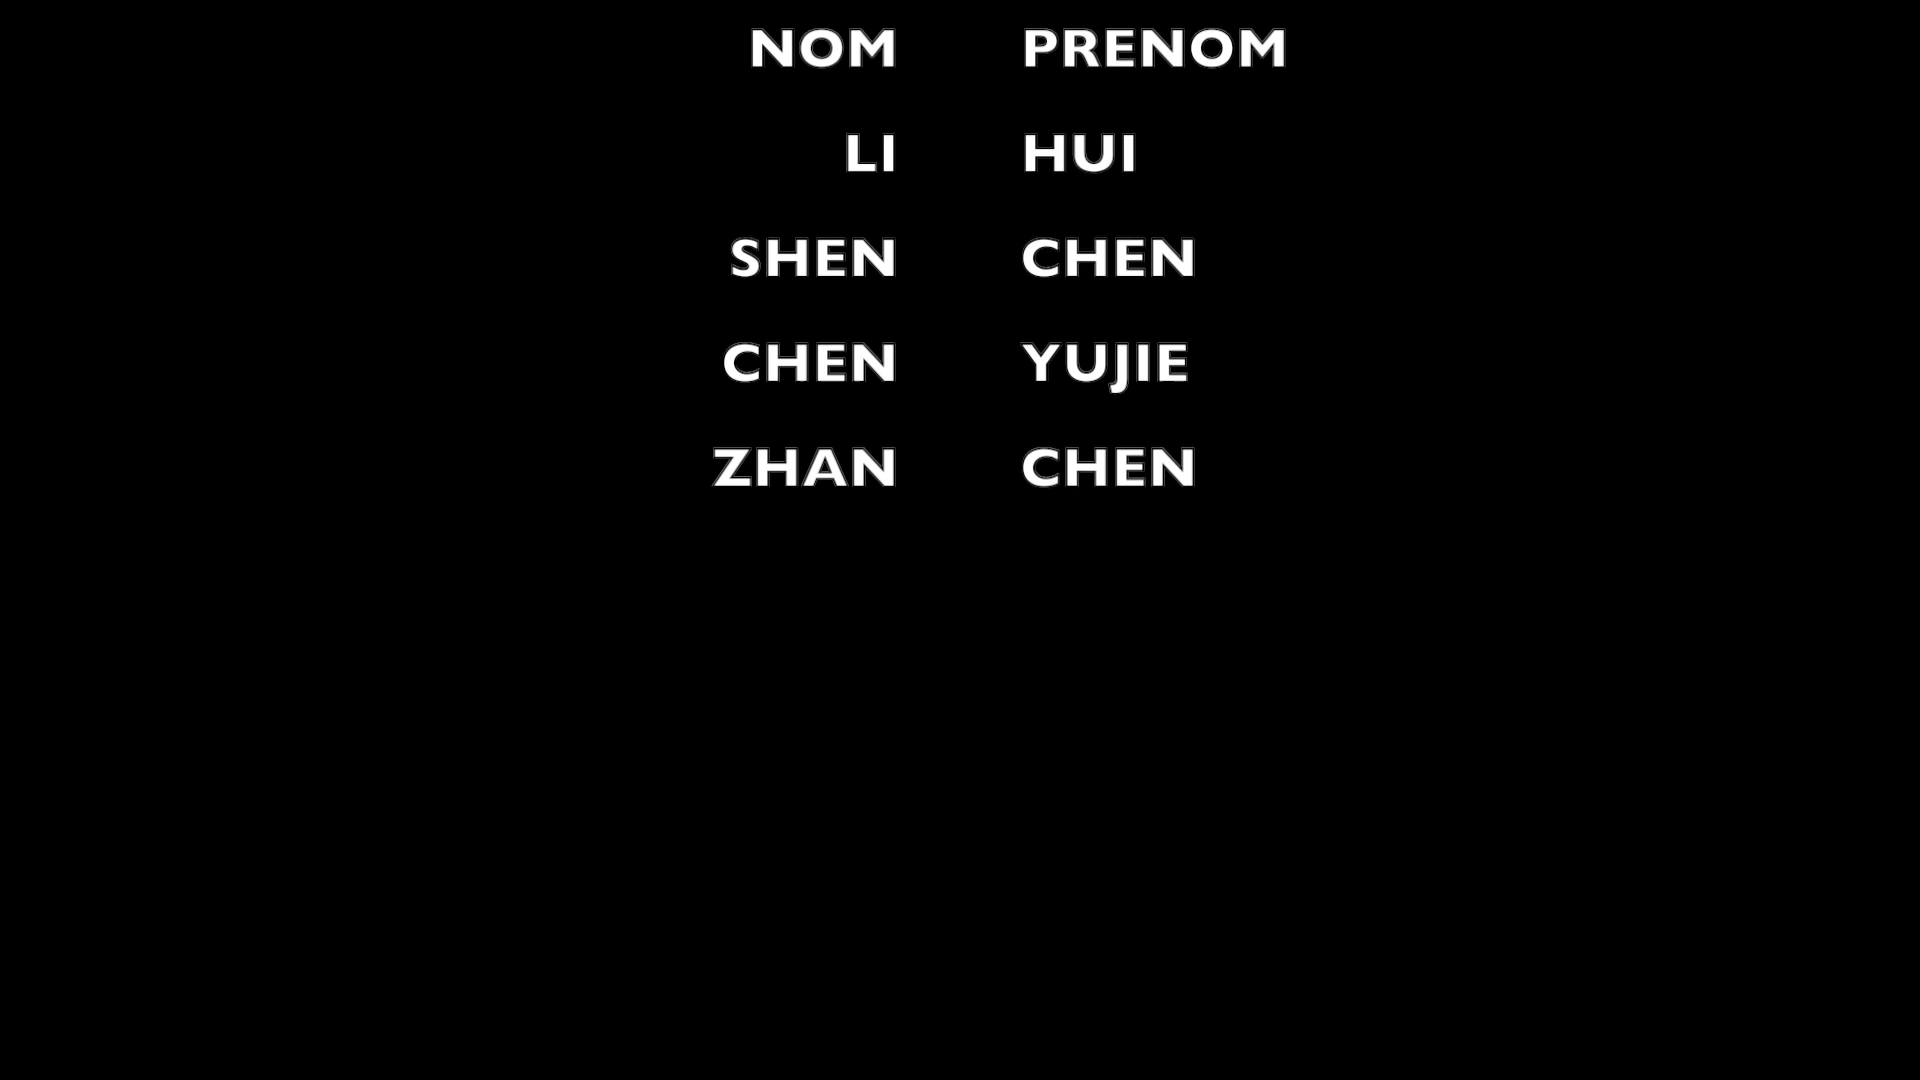 NOM PRENOM
LI HUI
SHEN CHEN
CHEN YUJIE
ZHAN CHEN